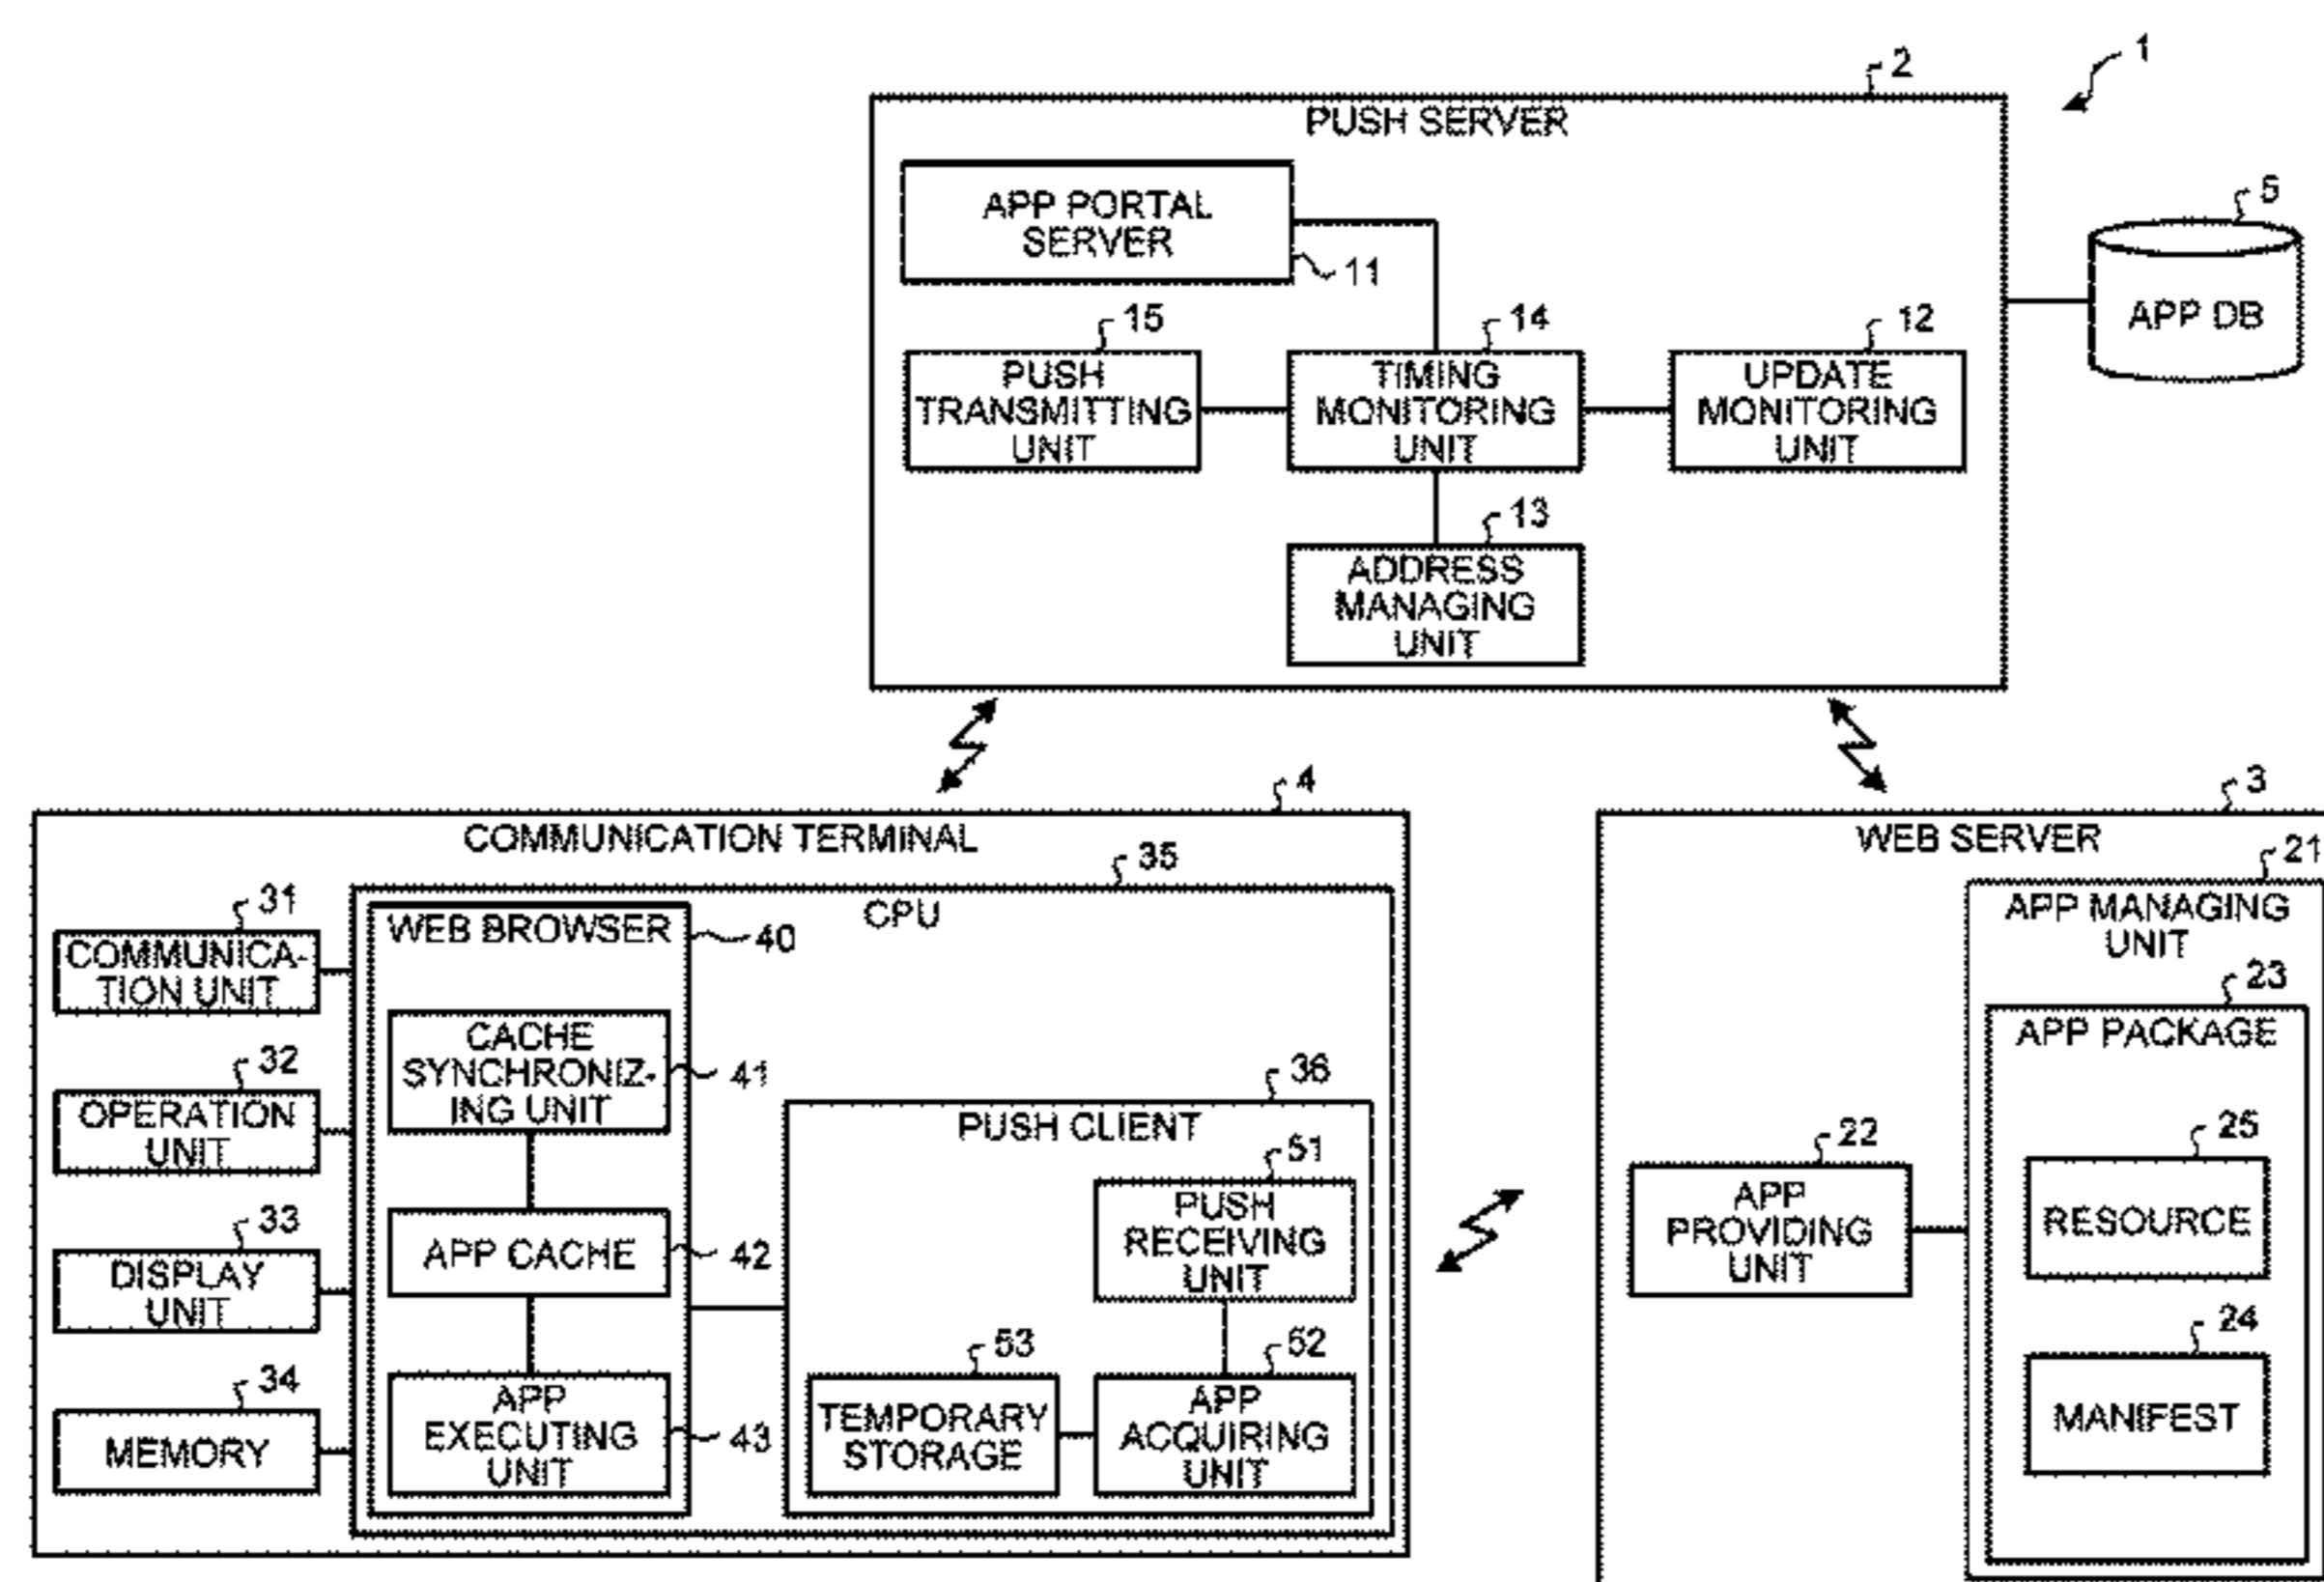 1
2
PUSH SERVER
APP PORTAL
SERVER
11
5
APP DB
15
PUSH
TRANSMITTING
UNIT
14
TIMING
MONITORING
UNIT
12
UPDATE
MONITORING
UNIT
13
ADDRESS
MANAGING
UNIT
4
COMMUNICATION TERMINAL
35
CPU
31
COMMUNICA-
TION UNIT
32
OPERATION
UNIT
33
DISPLAY
UNIT
34
MEMORY
WEB BROWSER
40
CACHE
SYNCHRONIZ-
ING UNIT
41
APP CACHE
42
APP
EXECUTING
UNIT
43
36
PUSH CLIENT
51
PUSH
RECEIVING
UNIT
53
TEMPORARY
STORAGE
52
APP
ACQUIRING
UNIT
3
WEB SERVER
21
APP MANAGING
UNIT
23
APP PACKAGE
22
APP
PROVIDING
UNIT
25
RESOURCE
24
MANIFEST